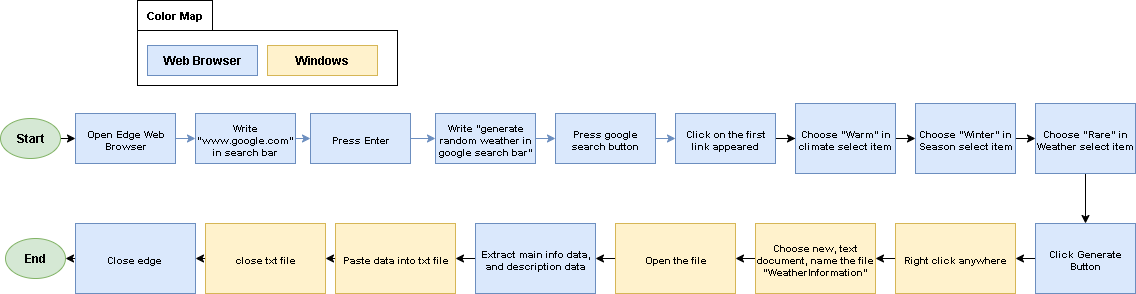 Color Map
Web Browser
Windows
Start
Open Edge Web
Browser
Write
"www.google.com"
in search bar
Press Enter
Write "generate
random weather in
google search bar"
Press google
search button
Click on the first
link appeared
Choose "Warm" in
climate select item
Choose "Winter" in
Season select item
Choose "Rare" in
Weather select item
End
Close edge
close txt file
Paste data into txt file
Extract main info data,
and description data
Open the file
Choose new, text
document, name the file
"WeatherInformation"
Right click anywhere
Click Generate
Button